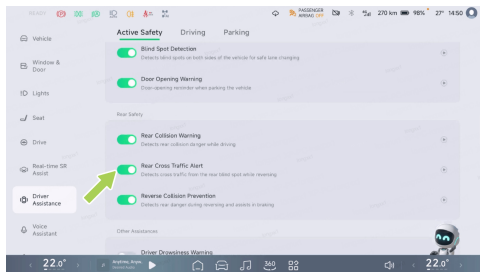 READY
PASSENGER
AIRBAG OFF
270 km 98% 27° 14:50
Active Safety Driving Parking
Vehicle
Window &
Door
Lights
Seat
Drive
Real-time SR
Assist
Driver
Assistance
Voice
Assistant
Blind Spot Detection
Detects blind spots on both sides of the vehicle for safe lane changing
Door Opening Warning
Door-opening reminder when parking the vehicle
Rear Safety
Rear Collision Warning
Detects rear collision danger while driving
Rear Cross Traffic Alert
Detects cross traffic from the rear blind spot while reversing
Reverse Collision Prevention
Detects rear danger during reversing and assists in braking
Other Assistances
Driver Drowsiness Warning
22.0° 360 22.0°